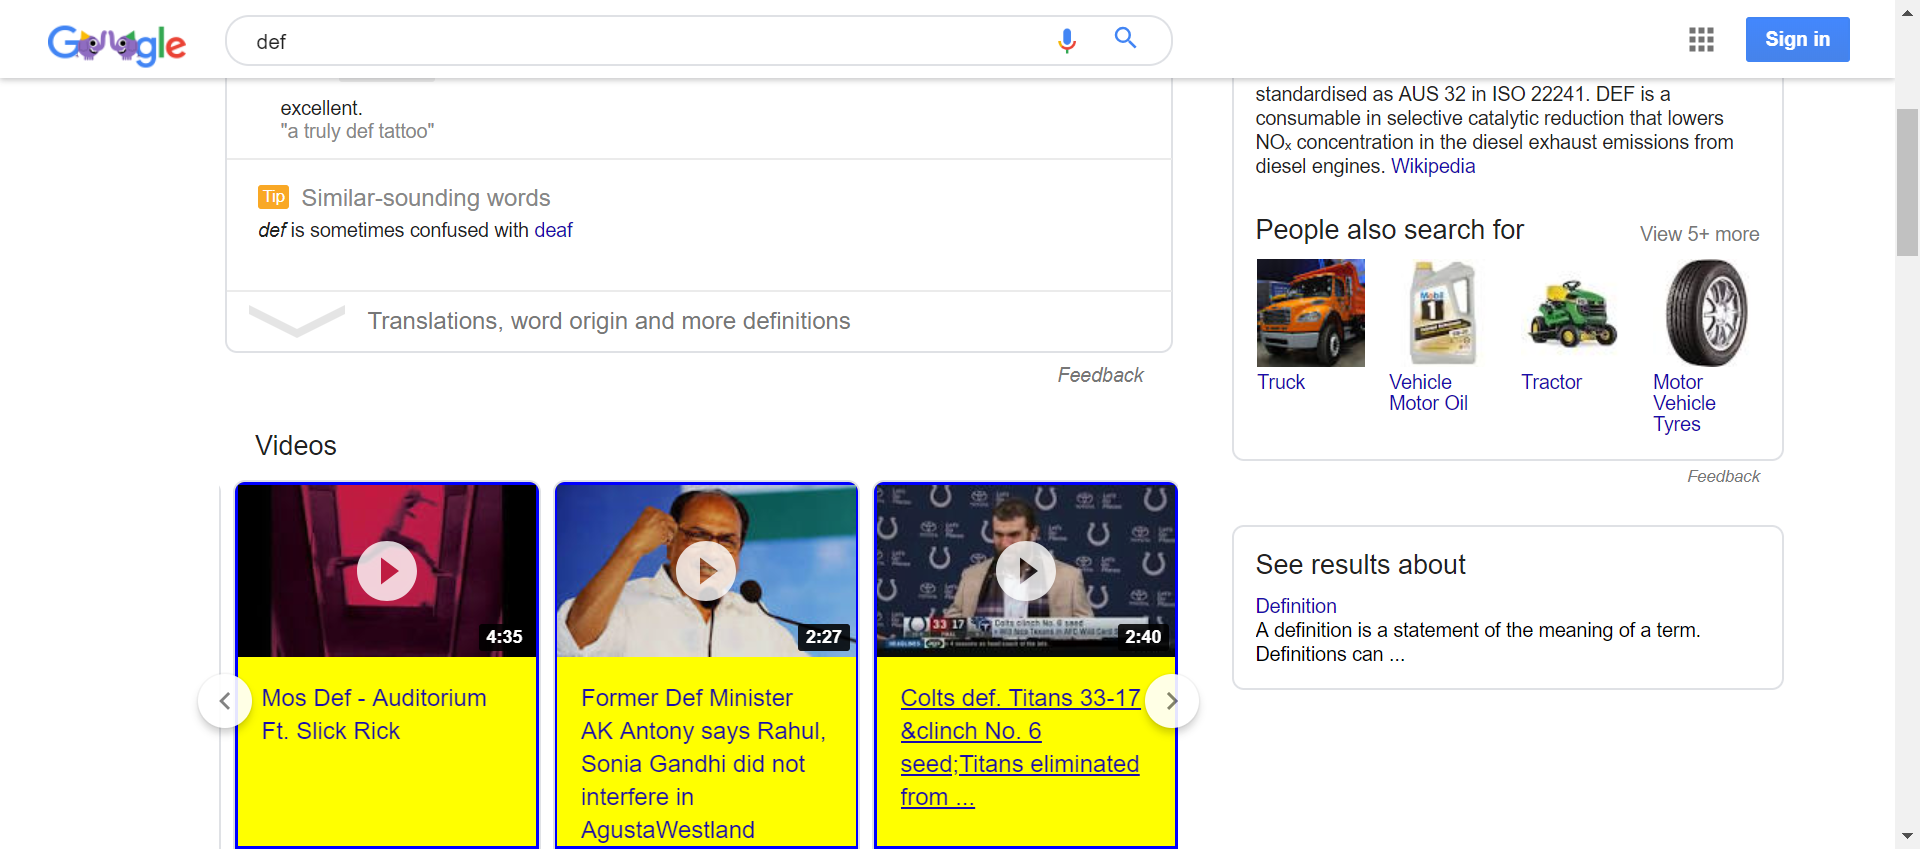 Google
def
Sign in
excellent.
"a truly def tattoo"
Tip Similar-sounding words
def is sometimes confused with deaf
Translations, word origin and more definitions
Feedback
Videos
4:35
Mos Def - Auditorium
Ft. Slick Rick
2:27
Former Def Minister
AK Antony says Rahul,
Sonia Gandhi did not
interfere in
AgustaWestland
33 17
Colts clinch No. 6 seed
2:40
Colts def. Titans 33-17
&clinch No. 6
seed;Titans eliminated
from ...
standardised as AUS 32 in ISO 22241. DEF is a
consumable in selective catalytic reduction that lowers
NOₓ concentration in the diesel exhaust emissions from
diesel engines. Wikipedia
People also search for
View 5+ more
Truck
Mobil
1
Vehicle
Motor Oil
Tractor
Motor
Vehicle
Tyres
Feedback
See results about
Definition
A definition is a statement of the meaning of a term.
Definitions can ...